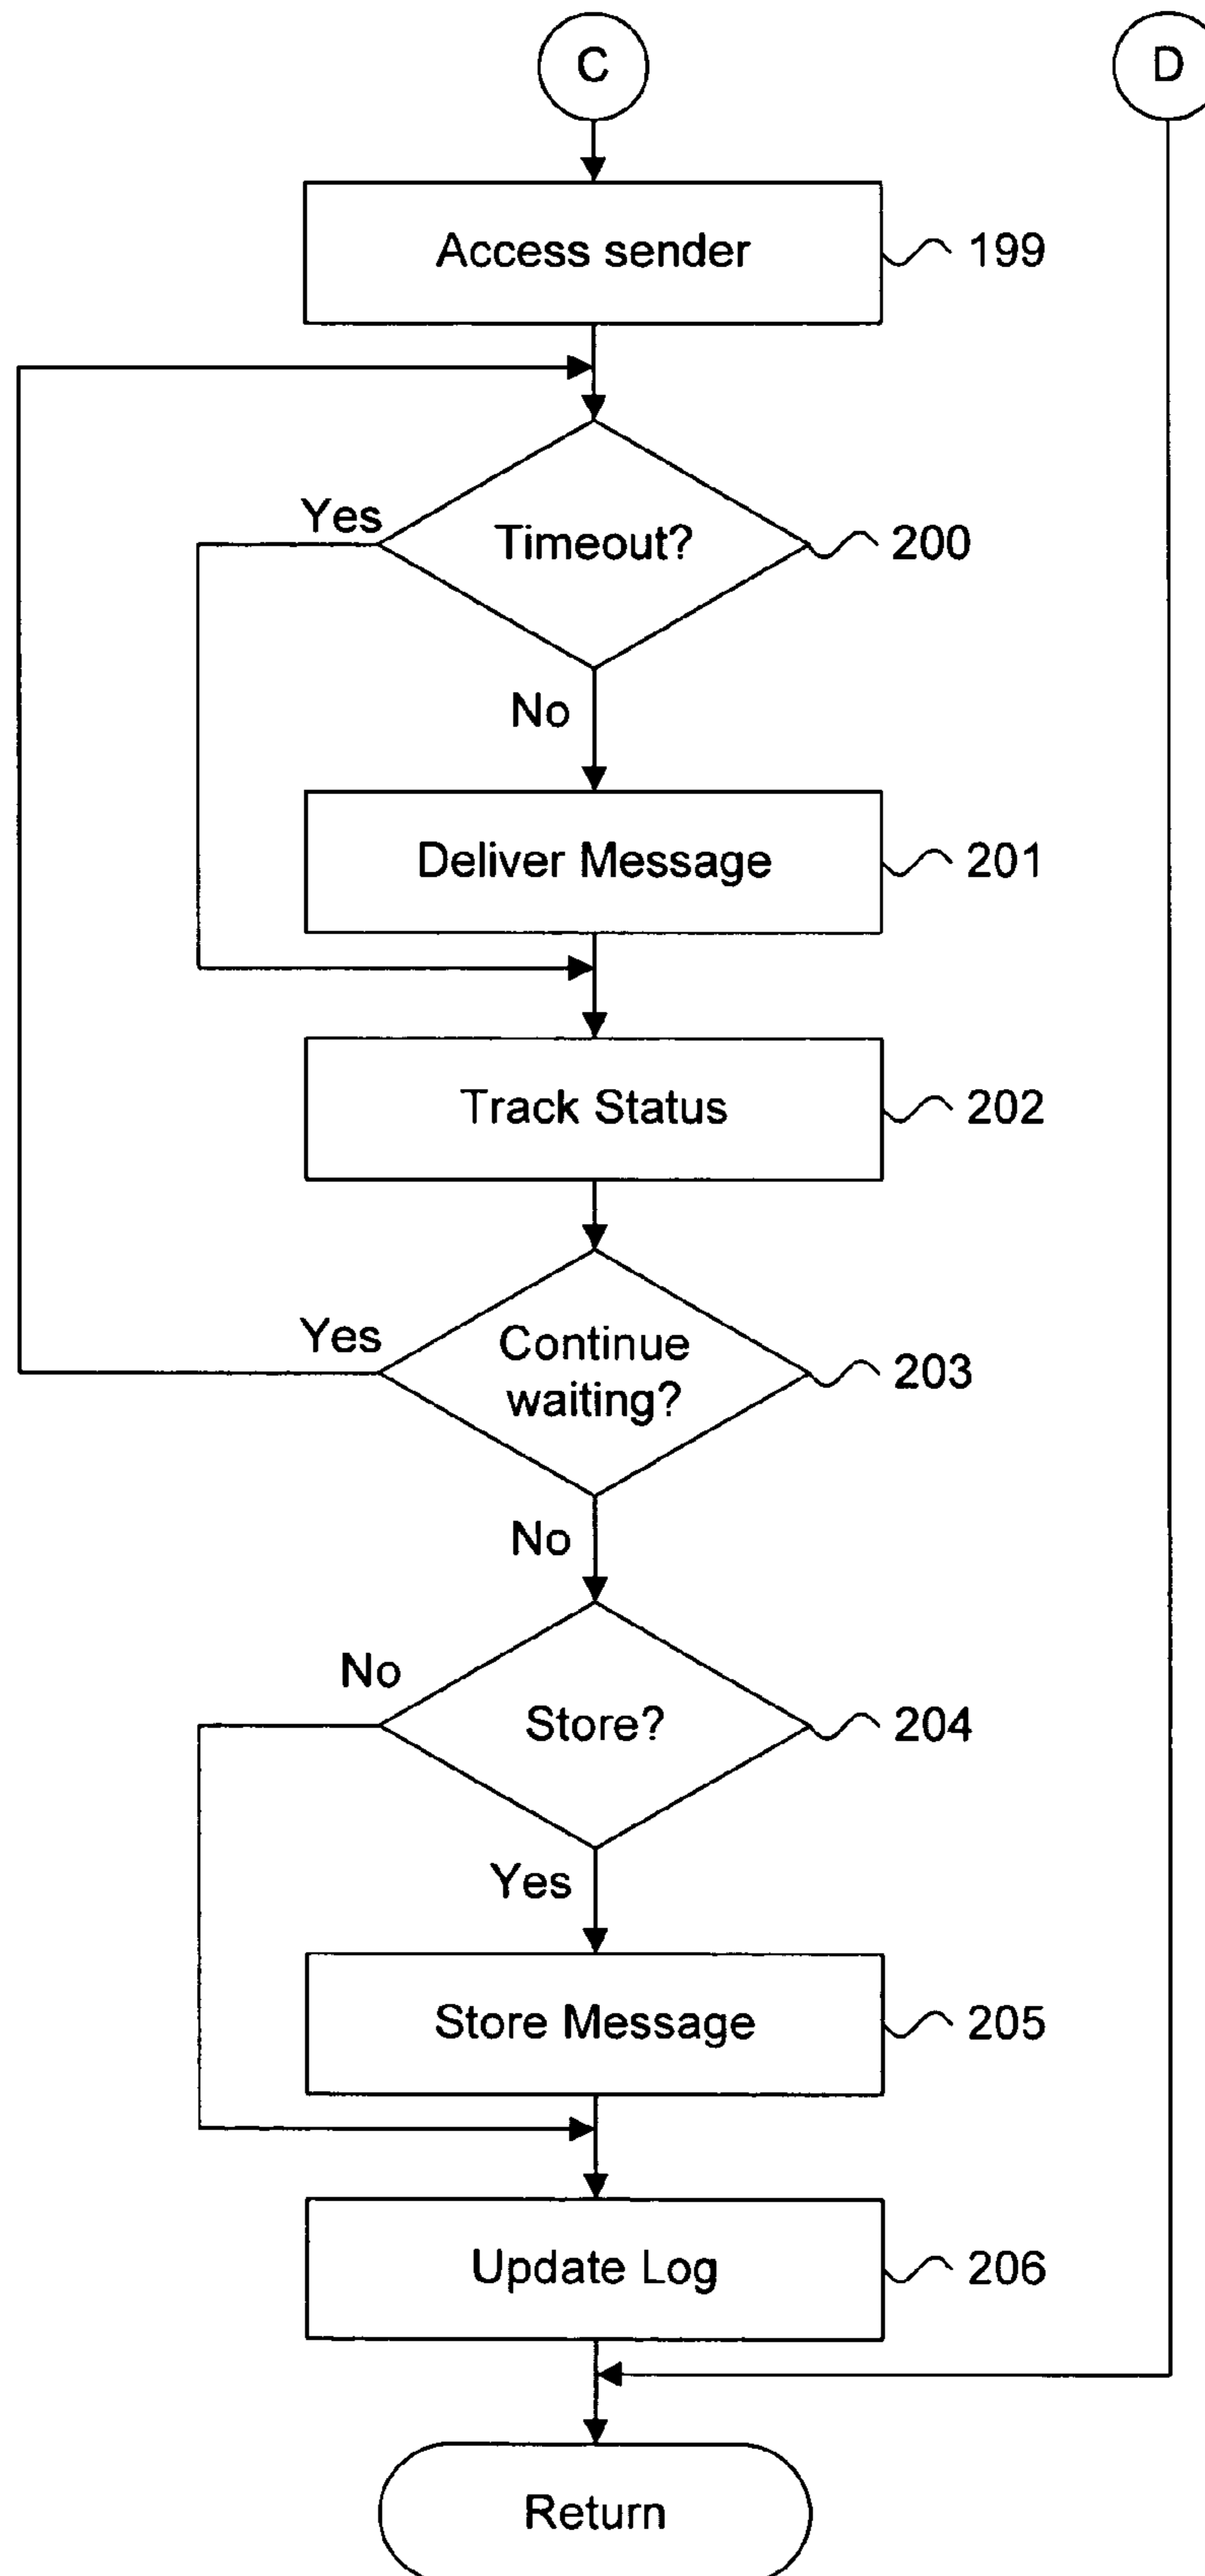 C
D
Access sender
199
Yes
Timeout?
200
No
Deliver Message
201
Track Status
202
Yes
Continue
waiting?
203
No
No
Store?
204
Yes
Store Message
205
Update Log
206
Return